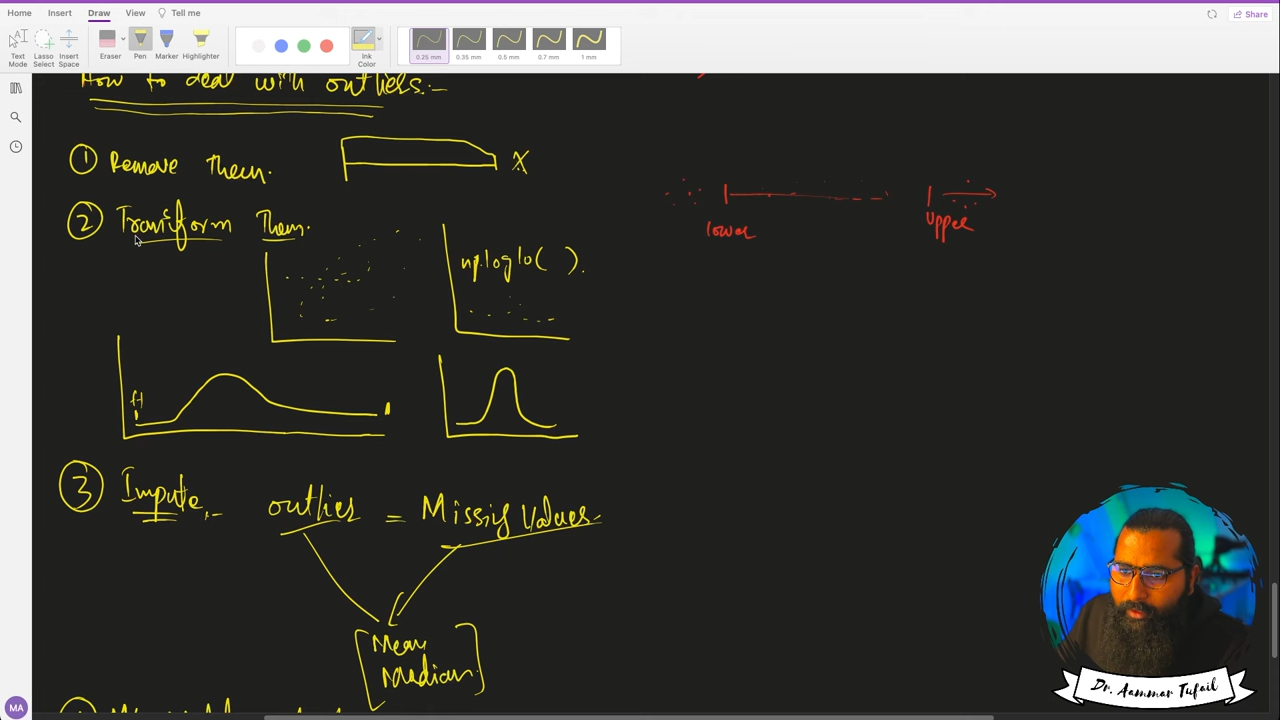 Home Insert Draw View Tell me
Share
Text Mode
Lasso Select
Insert Space
Eraser
Pen
Marker
Highlighter
Ink Color
0.25 mm
0.35 mm
0.5 mm
0.7 mm
1 mm
How to deal with outliers:-
① Remove Them. X
② Transform Them.
np.log10( ).
lower
upper
③ Impute:- outlier = Missig Values
Mean
Median
MA
Dr. Aammar Tufail